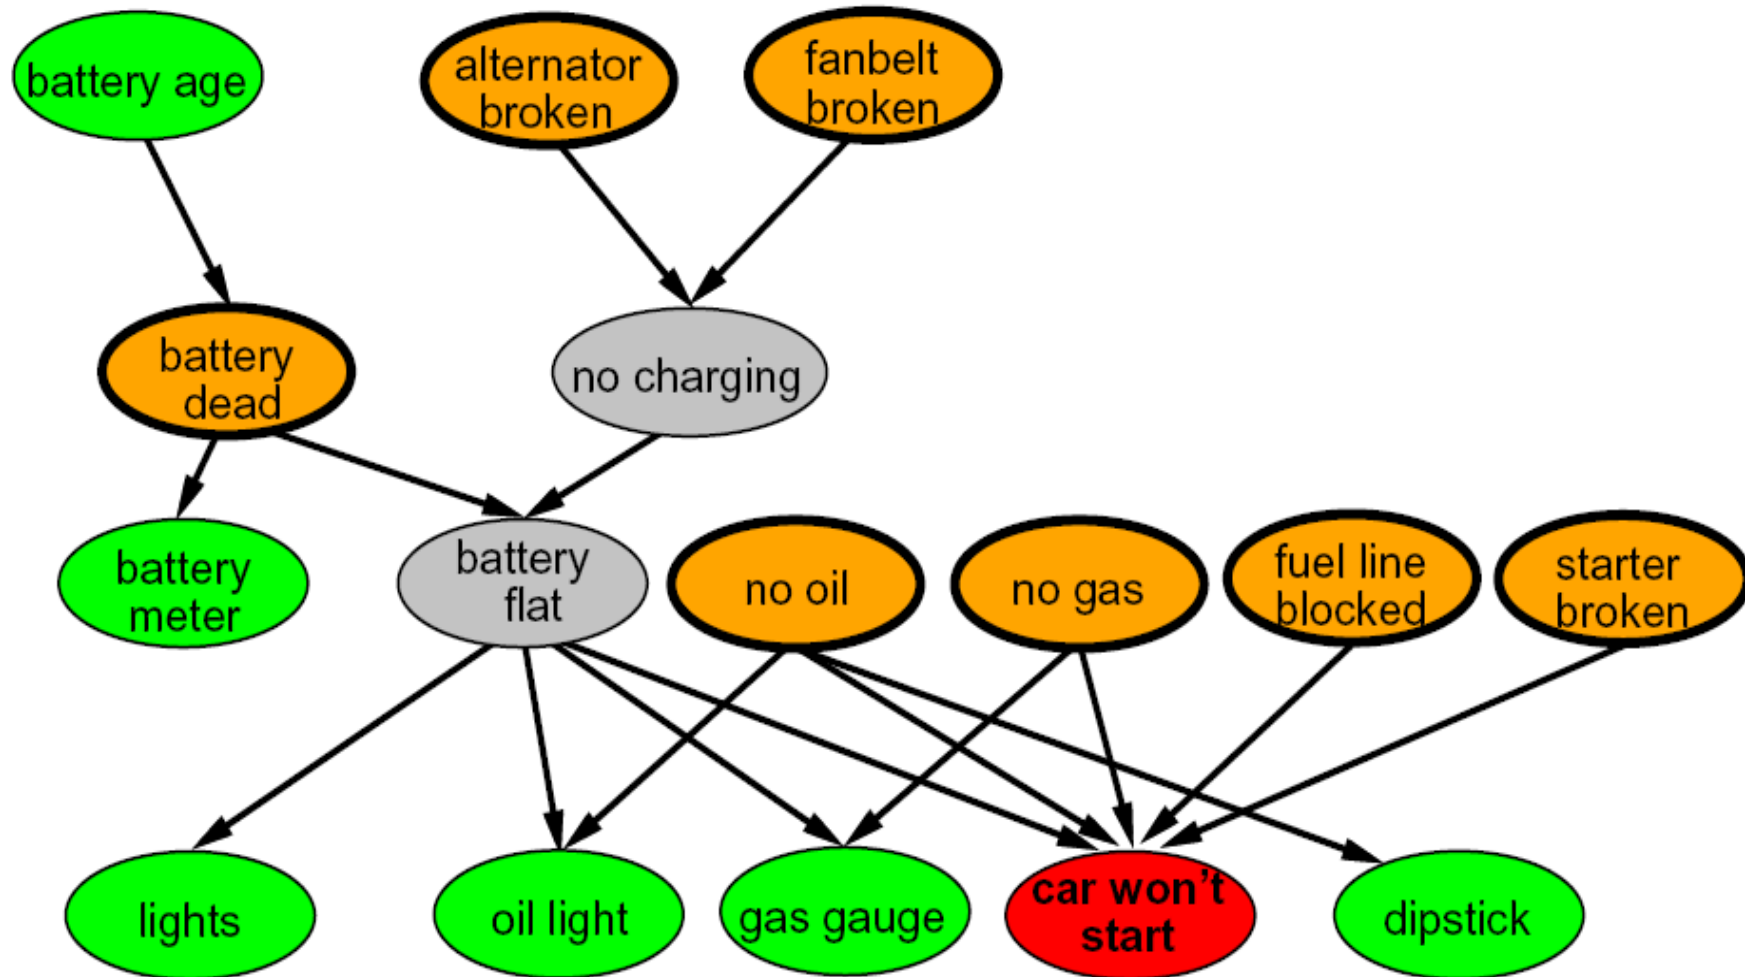 battery age
alternator
broken
fanbelt
broken
battery
dead
no charging
battery
meter
battery
flat
no oil
no gas
fuel line
blocked
starter
broken
lights
oil light
gas gauge
car won't
start
dipstick